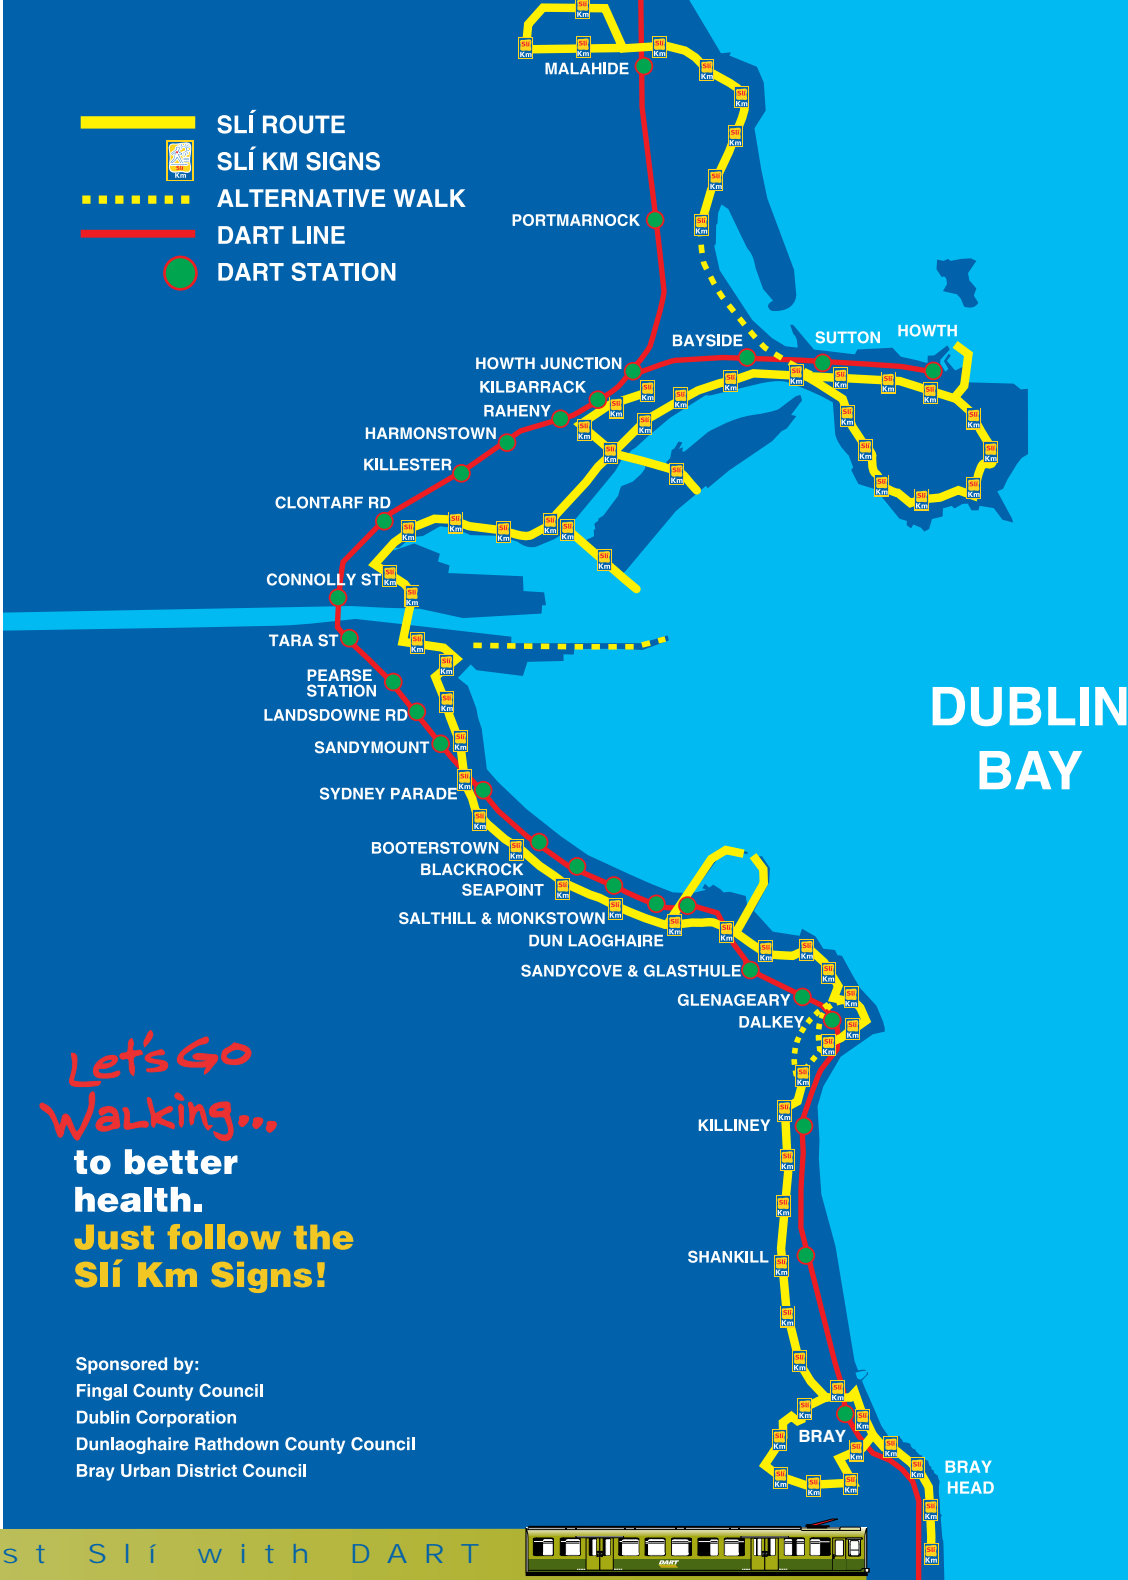 MALAHIDE
SLÍ ROUTE
SLÍ KM SIGNS
ALTERNATIVE WALK
DART LINE
DART STATION
PORTMARNOCK
BAYSIDE
SUTTON
HOWTH
HOWTH JUNCTION
KILBARRACK
RAHENY
HARMONSTOWN
KILLESTER
CLONTARF RD
CONNOLLY ST
TARA ST
PEARSE
STATION
LANDSDOWNE RD
SANDYMOUNT
SYDNEY PARADE
DUBLIN
BAY
BOOTERSTOWN
BLACKROCK
SEAPOINT
SALTHILL & MONKSTOWN
DUN LAOGHAIRE
SANDYCOVE & GLASTHULE
GLENAGEARY
DALKEY
KILLINEY
SHANKILL
BRAY
BRAY
HEAD
Let's Go
Walking...
to better
health.
Just follow the
Slí Km Signs!
Sponsored by:
Fingal County Council
Dublin Corporation
Dunlaoghaire Rathdown County Council
Bray Urban District Council
st Slí with DART
DART